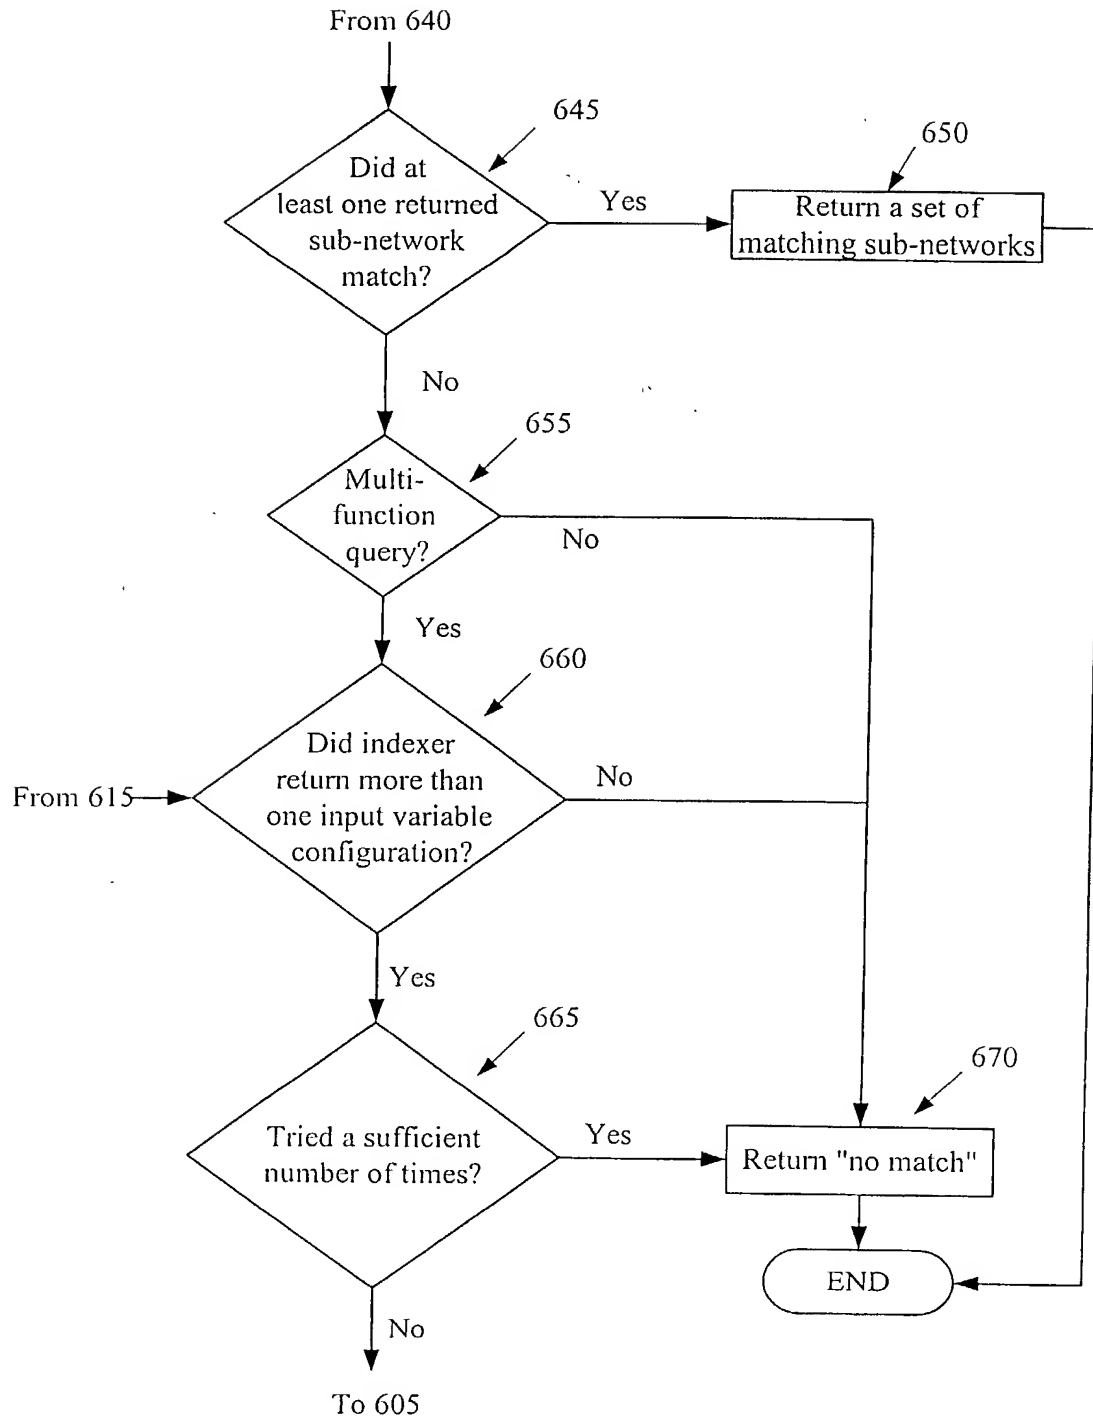 From 640
645
Did at
least one returned
sub-network
match?
Yes
650
Return a set of
matching sub-networks
No
655
Multi-
function
query?
No
Yes
660
Did indexer
return more than
one input variable
configuration?
No
From 615
Yes
665
Tried a sufficient
number of times?
Yes
670
Return "no match"
END
No
To 605